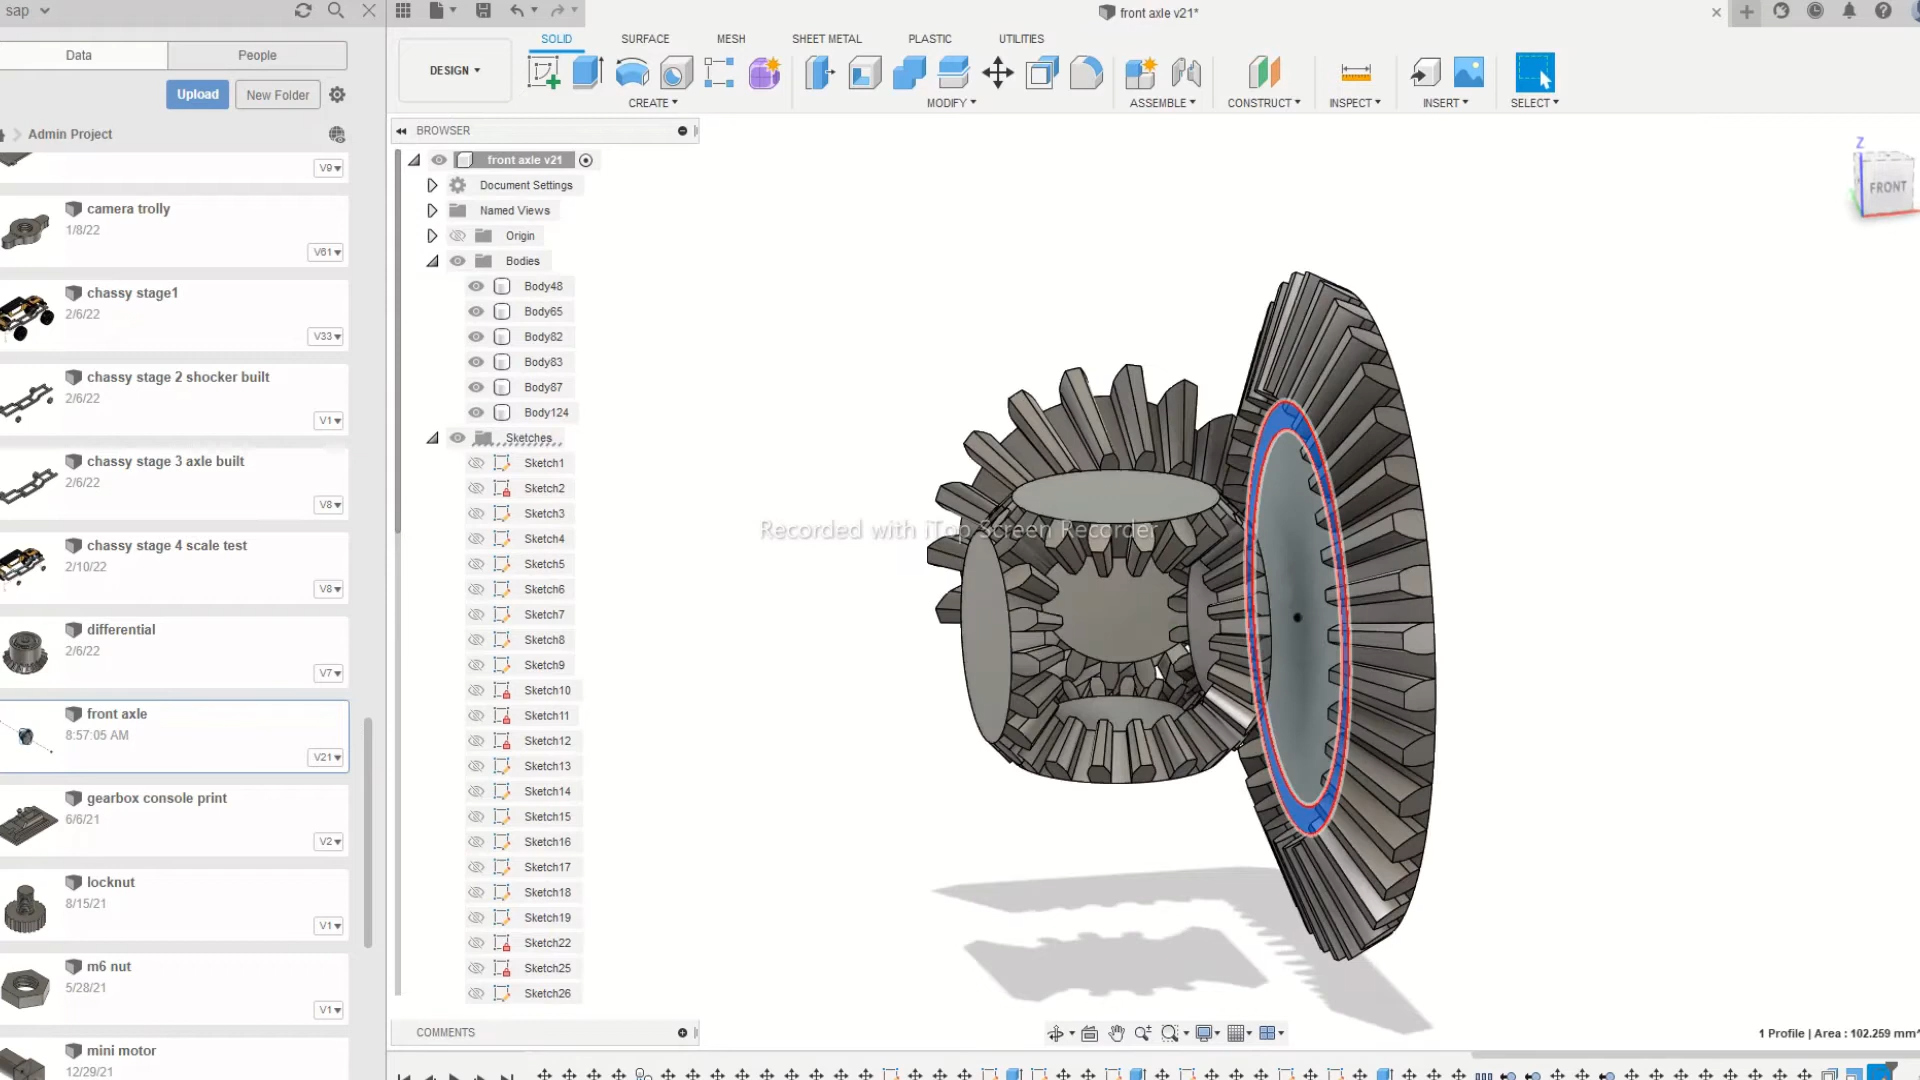 sap
front axle v21*
Data
People
Upload
New Folder
Admin Project
V9
camera trolly
1/8/22
V61
chassy stage1
2/6/22
V33
chassy stage 2 shocker built
2/6/22
V1
chassy stage 3 axle built
2/6/22
V8
chassy stage 4 scale test
2/10/22
V8
differential
2/6/22
V7
front axle
8:57:05 AM
V21
gearbox console print
6/6/21
V2
locknut
8/15/21
V1
m6 nut
5/28/21
V1
mini motor
12/29/21
DESIGN
SOLID
SURFACE
MESH
SHEET METAL
PLASTIC
UTILITIES
CREATE
MODIFY
ASSEMBLE
CONSTRUCT
INSPECT
INSERT
SELECT
BROWSER
front axle v21
Document Settings
Named Views
Origin
Bodies
Body48
Body65
Body82
Body83
Body87
Body124
Sketches
Sketch1
Sketch2
Sketch3
Sketch4
Sketch5
Sketch6
Sketch7
Sketch8
Sketch9
Sketch10
Sketch11
Sketch12
Sketch13
Sketch14
Sketch15
Sketch16
Sketch17
Sketch18
Sketch19
Sketch22
Sketch25
Sketch26
COMMENTS
Z
FRONT
Recorded with iTop Screen Recorder
1 Profile | Area : 102.259 mm^